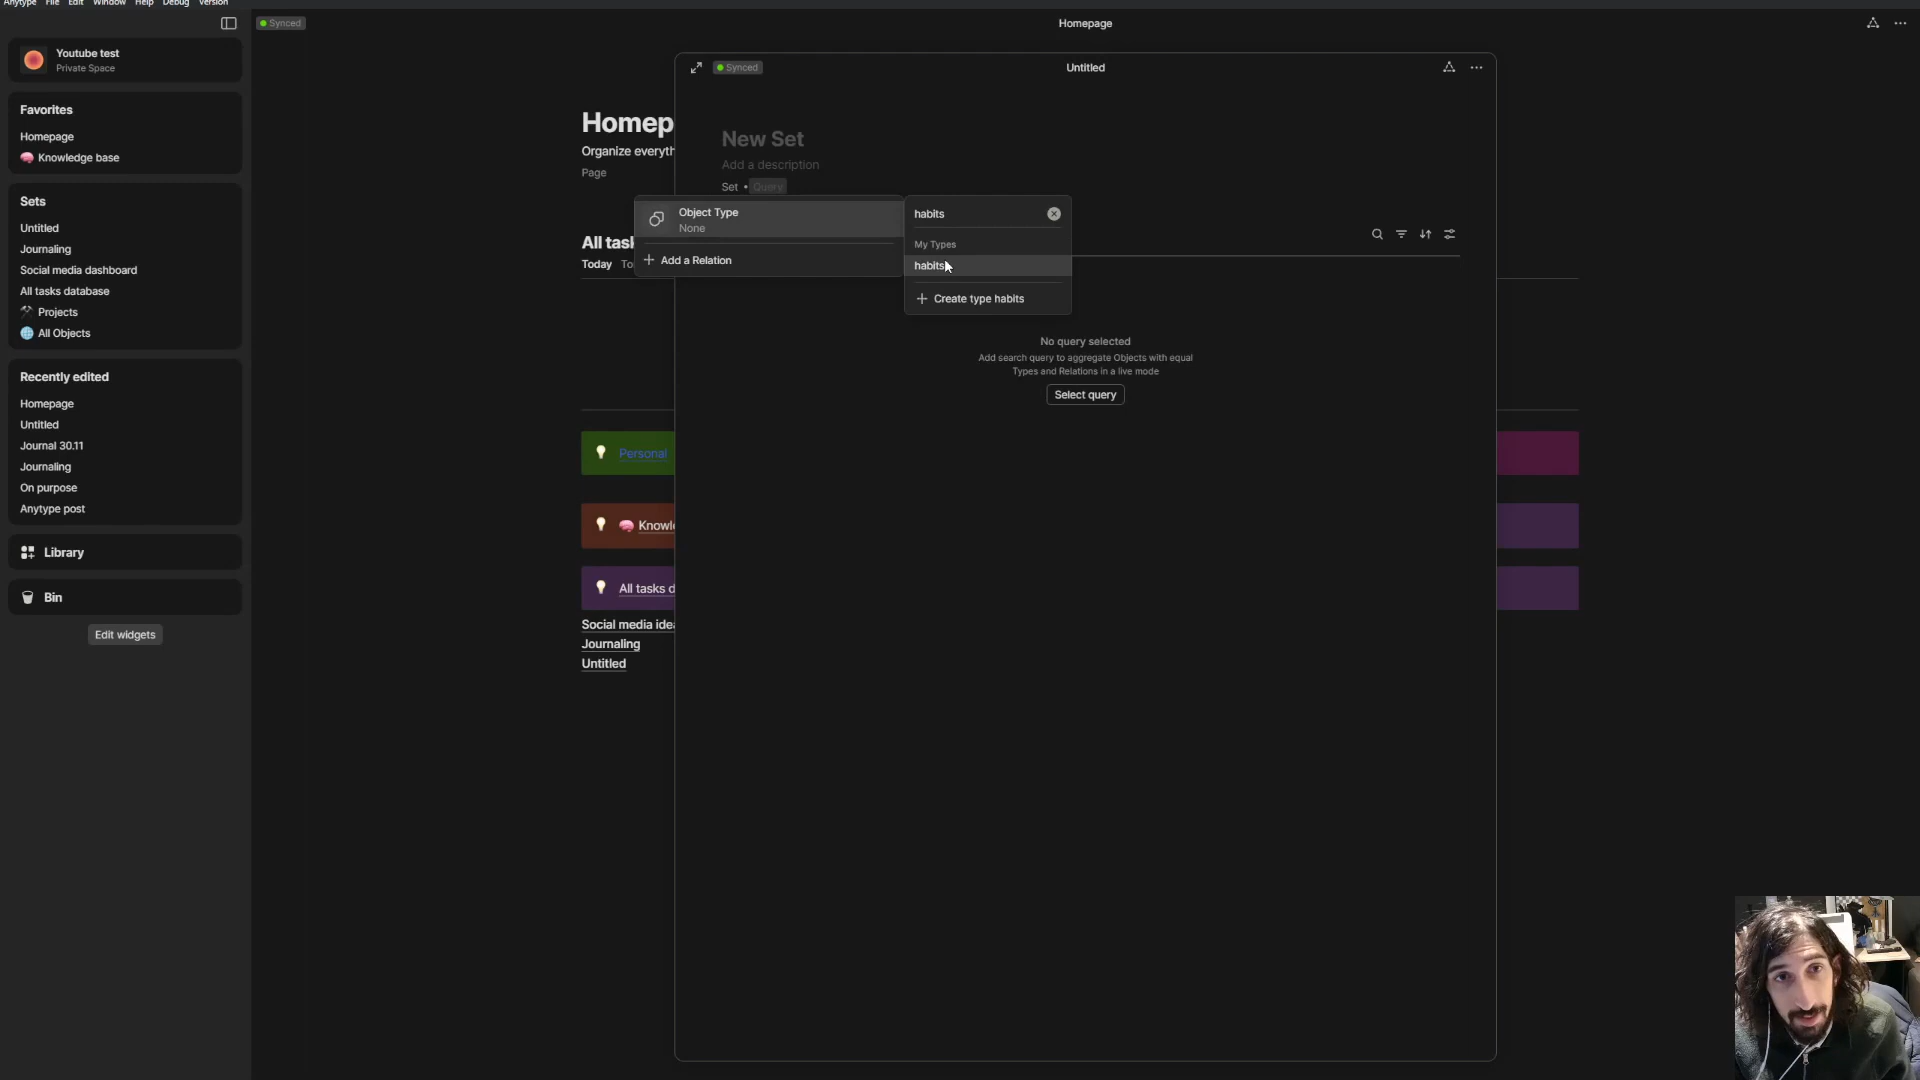 Anytype File Edit Window Help Debug Version
Synced
Homepage
Youtube test
Private Space
Favorites
Homepage
Knowledge base
Sets
Untitled
Journaling
Social media dashboard
All tasks database
Projects
All Objects
Recently edited
Homepage
Untitled
Journal 30.11
Journaling
On purpose
Anytype post
Library
Bin
Edit widgets
Homep
Organize everyth
Page
All task
Today To
Personal
Knowle
All tasks d
Social media idea
Journaling
Untitled
Synced
Untitled
New Set
Add a description
Set • Query
Object Type
None
Add a Relation
habits
My Types
habits
Create type habits
No query selected
Add search query to aggregate Objects with equal
Types and Relations in a live mode
Select query